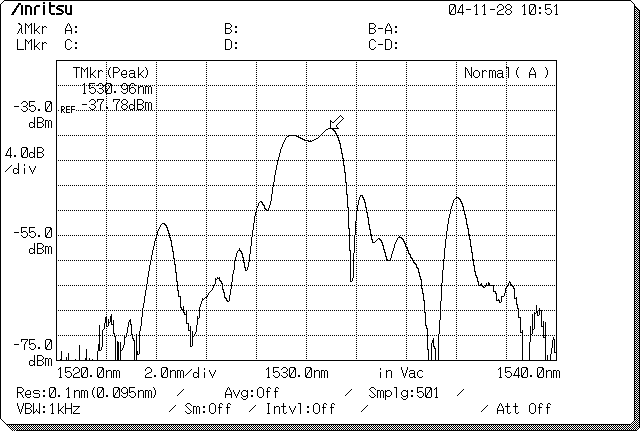 Anritsu 04-11-28 10:51
λMkr A: B: B-A:
LMkr C: D: C-D:
TMkr(Peak) Normal( A )
1530.96nm
REF -37.78dBm
-35.0
dBm
4.0dB
/div
-55.0
dBm
-75.0
dBm
1520.0nm 2.0nm/div 1530.0nm in Vac 1540.0nm
Res:0.1nm(0.095nm) / Avg:Off / Smplg:501 /
VBW:1kHz / Sm:Off / Intvl:Off / / Att Off